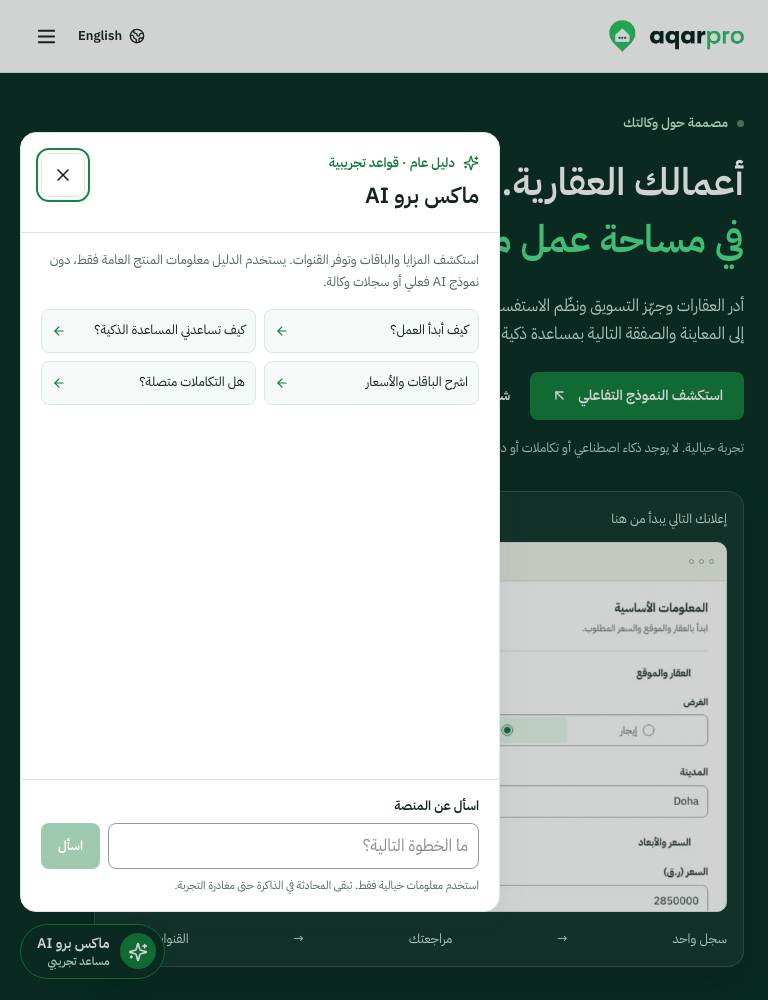 aqarpro
English
مصممة حول وكالتك
أعمالك العقارية.
في مساحة عمل
أدر العقارات وجهّز التسويق ونظّم
إلى المعاينة والصفقة التالية بمساعدة ذكية
استكشف النموذج التفاعلي
تجربة خيالية. لا يوجد ذكاء اصطناعي أو تكاملات أو
إعلانك التالي يبدأ من هنا
المعلومات الأساسية
ابدأ بالعقار والموقع والسعر المطلوب.
العقار والموقع
الغرض
إيجار
المدينة
Doha
السعر والأبعاد
السعر (ر.ق)
2850000
سجل واحد → مراجعتك →
دليل عام · قواعد تجريبية
ماكس برو AI
استكشف المزايا والباقات وتوفر القنوات. يستخدم الدليل معلومات المنتج العامة فقط، دون
نموذج AI فعلي أو سجلات وكالة.
كيف أبدأ العمل؟
كيف تساعدني المساعدة الذكية؟
اشرح الباقات والأسعار
هل التكاملات متصلة؟
اسأل عن المنصة
ما الخطوة التالية؟
اسأل
استخدم معلومات خيالية فقط. تبقى المحادثة في الذاكرة حتى مغادرة التجربة.
ماكس برو AI
مساعد تجريبي